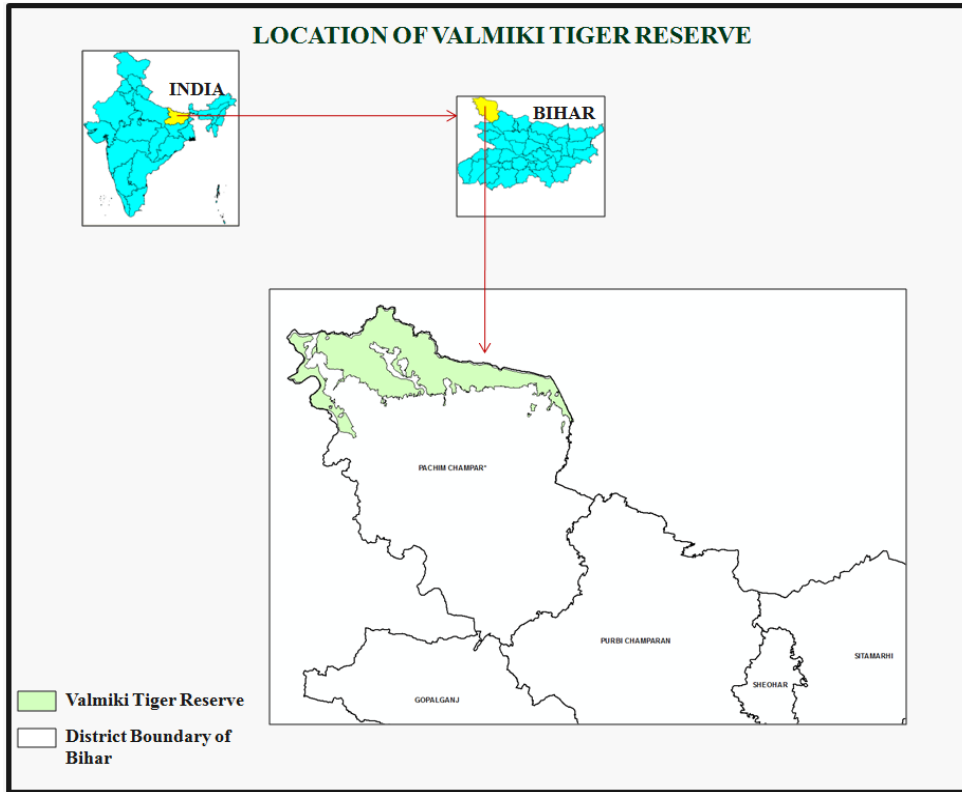 LOCATION OF VALMIKI TIGER RESERVE
INDIA
BIHAR
PACHIM CHAMPAR*
PURBI CHAMPARAN
SITAMARHI
SHEOHAR
GOPALGANJ
Valmiki Tiger Reserve
District Boundary of
Bihar